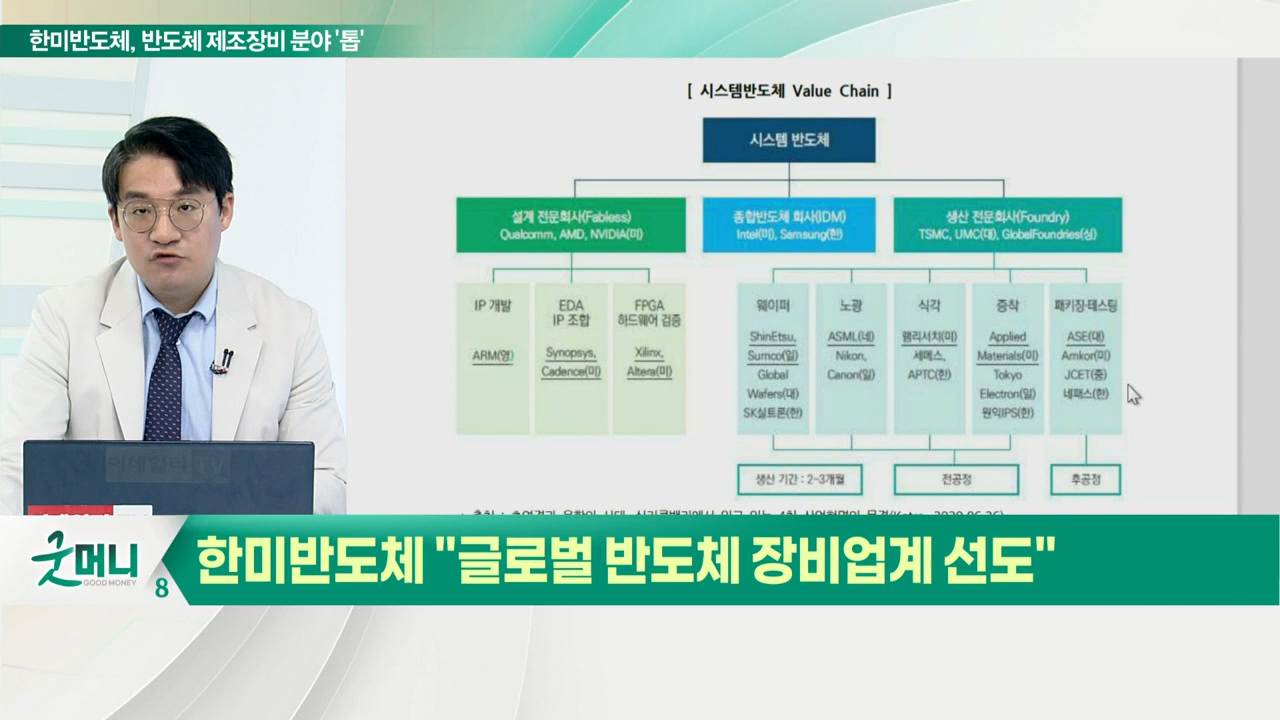 한미반도체, 반도체 제조장비 분야 '톱'
[ 시스템반도체 Value Chain ]
시스템 반도체
설계 전문회사(Fabless)
Qualcomm, AMD, NVIDIA(미)
종합반도체 회사(IDM)
Intel(미), Samsung(한)
생산 전문회사(Foundry)
TSMC, UMC(대), GlobalFoundries(싱)
IP 개발
ARM(영)
EDA
IP 조합
Synopsys,
Cadence(미)
FPGA
하드웨어 검증
Xilinx,
Altera(미)
웨이퍼
ShinEtsu,
Sumco(일)
Global
Wafers(대)
SK실트론(한)
노광
ASML(네)
Nikon,
Canon(일)
식각
램리서치(미)
세메스,
APTC(한)
증착
Applied
Materials(미)
Tokyo
Electron(일)
원익IPS(한)
패키징·테스팅
ASE(대)
Amkor(미)
JCET(중)
네패스(한)
생산 기간 : 2-3개월
전공정
후공정
이데일리 TV
굿머니
GOOD MONEY
8
한미반도체 "글로벌 반도체 장비업계 선도"